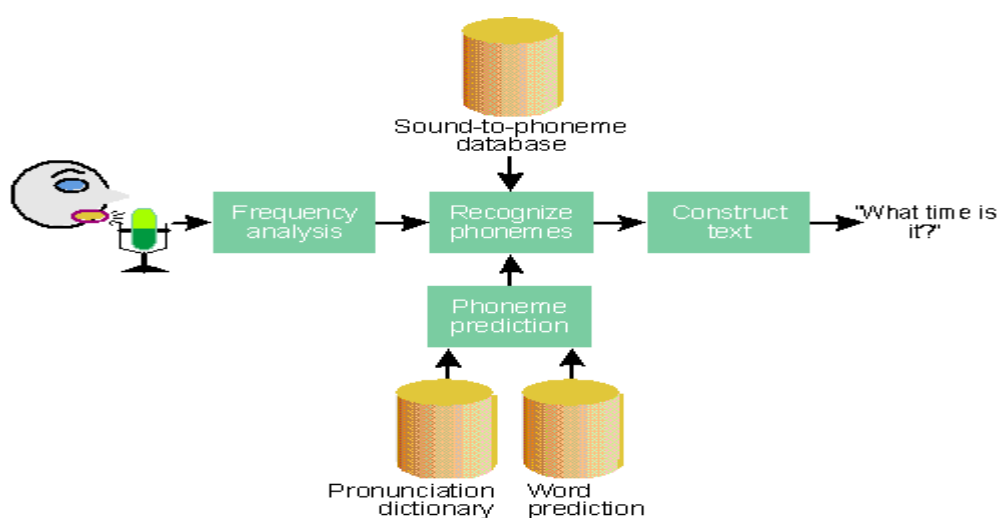 Sound-to-phoneme
database
Frequency
analysis
Recognize
phonemes
Construct
text
"What time is
it?"
Phoneme
prediction
Pronunciation
dictionary
Word
prediction